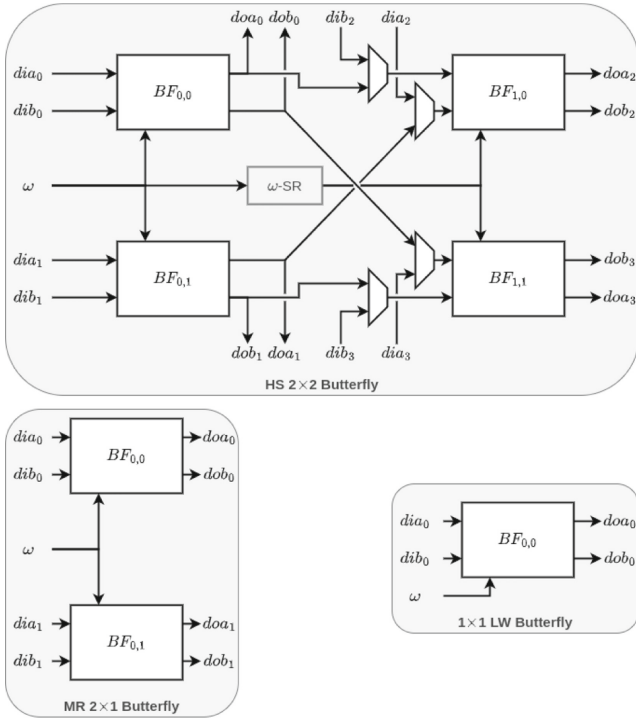 doa₀ dob₀ dib₂ dia₂
dia₀ BF₀,₀ BF₁,₀ doa₂
dib₀ dob₂
ω ω-SR
dia₁ BF₀,₁ BF₁,₁ dob₃
dib₁ doa₃
dob₁ doa₁ dib₃ dia₃
HS 2×2 Butterfly
dia₀ BF₀,₀ doa₀
dib₀ dob₀
ω
dia₁ BF₀,₁ doa₁
dib₁ dob₁
MR 2×1 Butterfly
dia₀ BF₀,₀ doa₀
dib₀ dob₀
ω
1×1 LW Butterfly